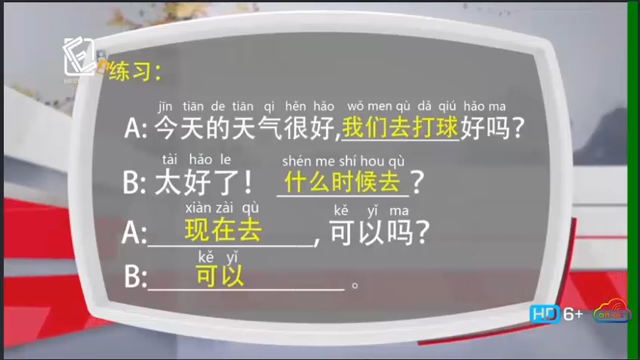 练习：
jīn tiān de tiān qi hěn hǎo wǒ men qù dǎ qiú hǎo ma
A: 今天的天气很好,我们去打球好吗?
tài hǎo le shén me shí hou qù
B: 太好了! 什么时候去?
xiàn zài qù kě yǐ ma
A: 现在去, 可以吗?
kě yǐ
B: 可以。
HD 6+